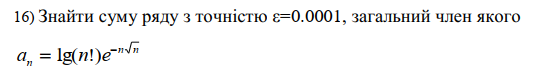 16) Знайти суму ряду з точністю ε=0.0001, загальний член якого
aₙ = lg(n!)e^(−n√n)